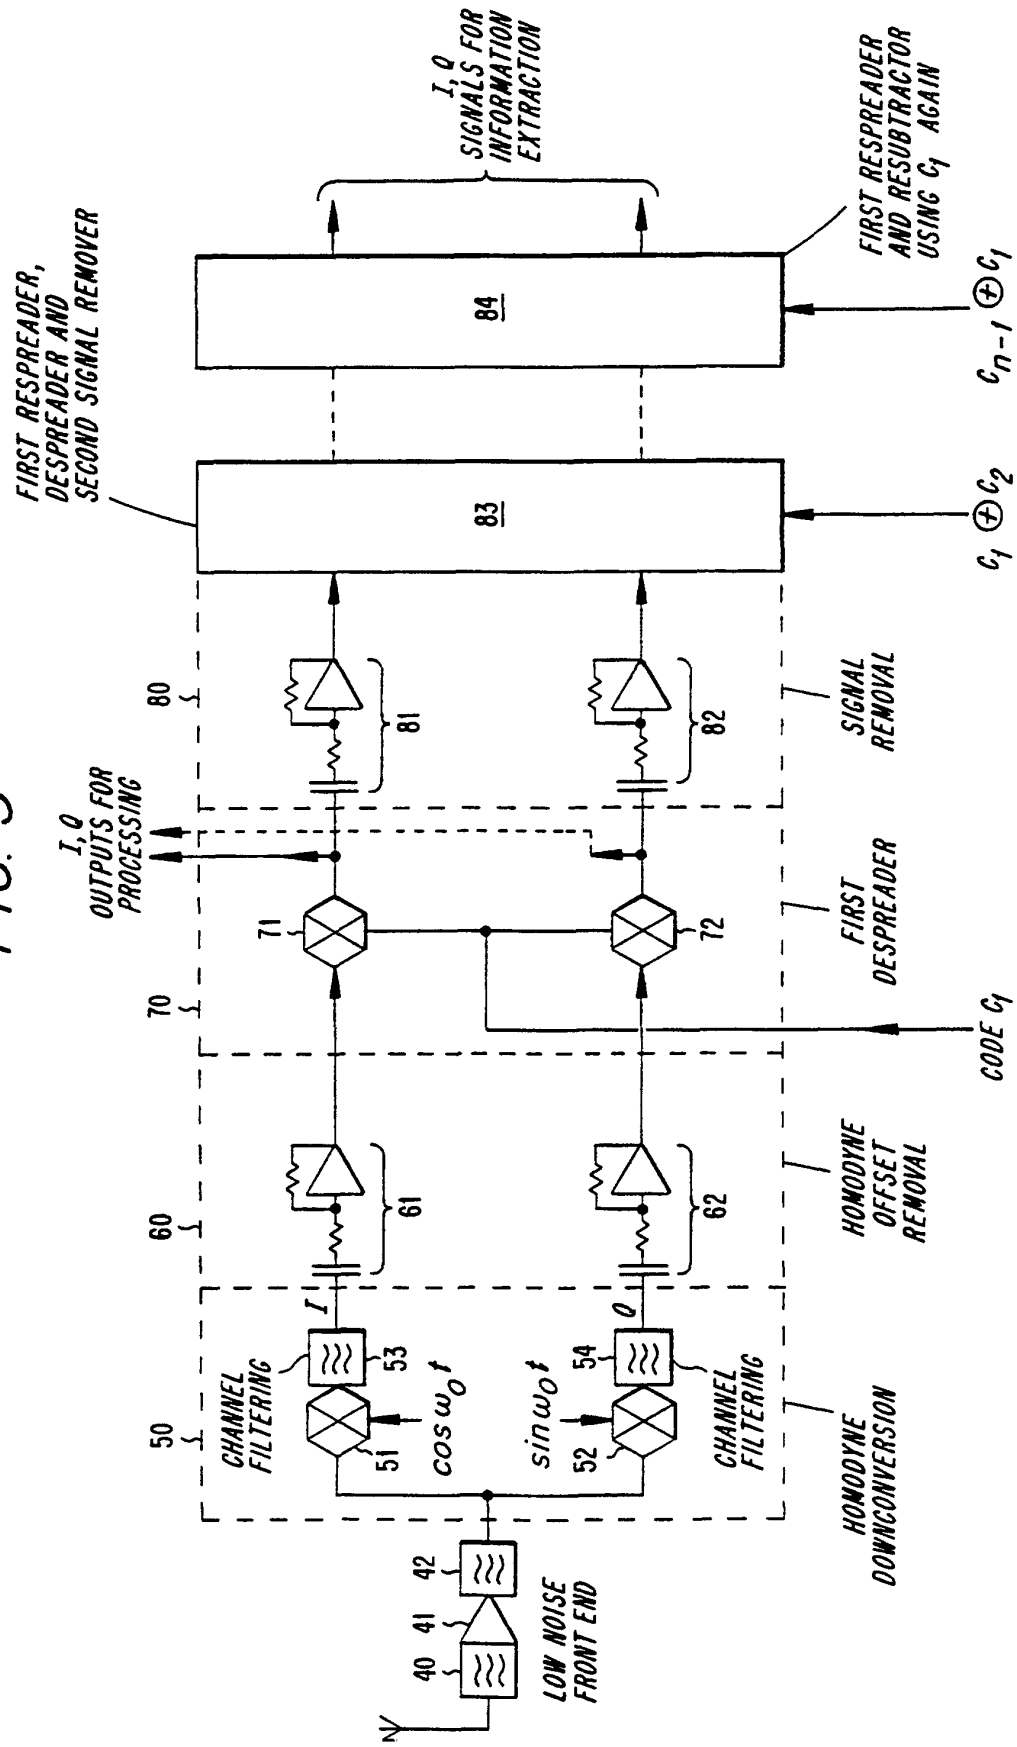 I, Q
SIGNALS FOR
INFORMATION
EXTRACTION
FIRST RESPREADER,
DESPREADER AND
SECOND SIGNAL REMOVER
FIRST RESPREADER
AND RESUBTRACTOR
USING C1 AGAIN
84
83
Cn-1 ⊕ C1
C1 ⊕ C2
80
81
82
SIGNAL
REMOVAL
I, Q
OUTPUTS FOR
PROCESSING
70
71
72
FIRST
DESPREADER
CODE C1
60
61
62
HOMODYNE
OFFSET
REMOVAL
50
CHANNEL
FILTERING
I
53
51
cos ω0t
Q
54
52
sin ω0t
CHANNEL
FILTERING
HOMODYNE
DOWNCONVERSION
42
41
40
LOW NOISE
FRONT END